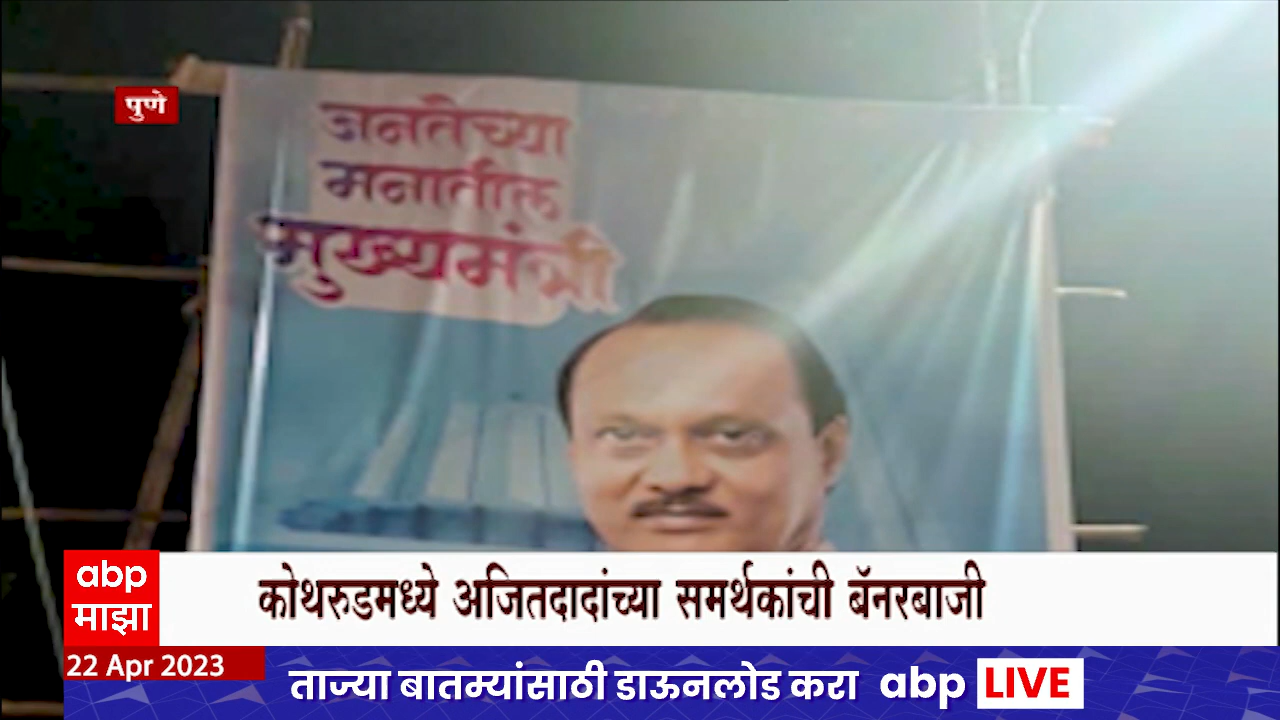 पुणे
जनतेच्या
मनातील
मुख्यमंत्री
abp
माझा
कोथरुडमध्ये अजितदादांच्या समर्थकांची बॅनरबाजी
22 Apr 2023
ताज्या बातम्यांसाठी डाऊनलोड करा abp LIVE